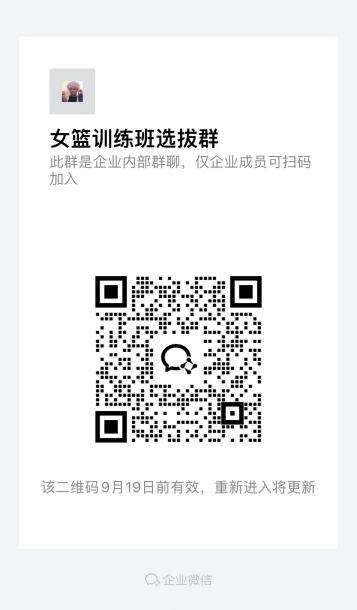 女篮训练班选拔群
此群是企业内部群聊，仅企业成员可扫码
加入
该二维码9月19日前有效，重新进入将更新
企业微信